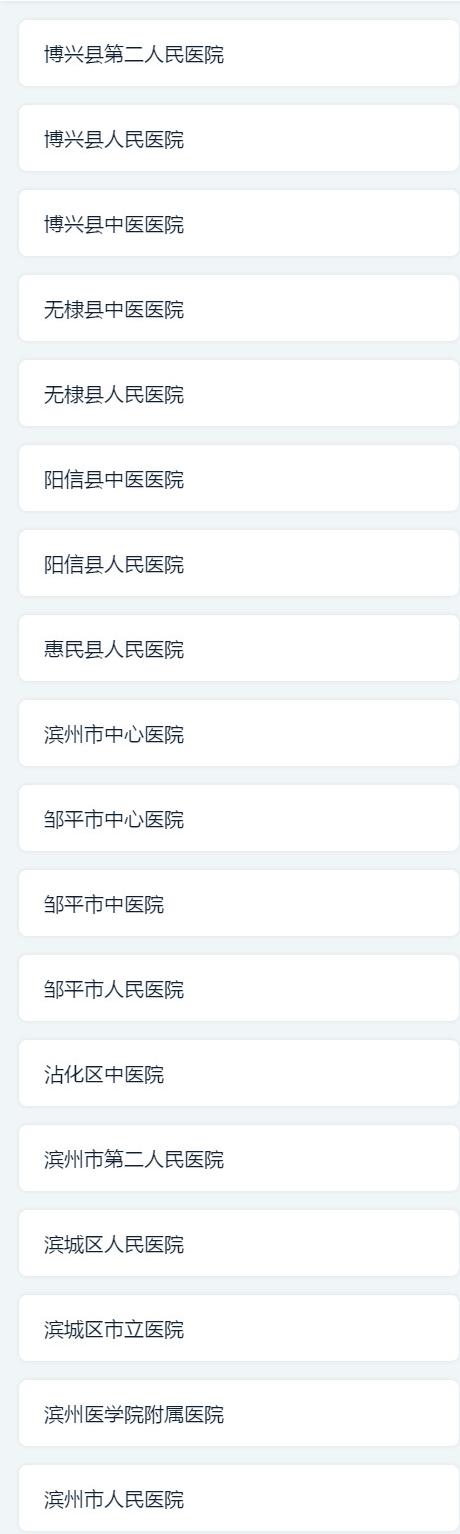 博兴县第二人民医院
博兴县人民医院
博兴县中医医院
无棣县中医医院
无棣县人民医院
阳信县中医医院
阳信县人民医院
惠民县人民医院
滨州市中心医院
邹平市中心医院
邹平市中医院
邹平市人民医院
沾化区中医院
滨州市第二人民医院
滨城区人民医院
滨城区市立医院
滨州医学院附属医院
滨州市人民医院